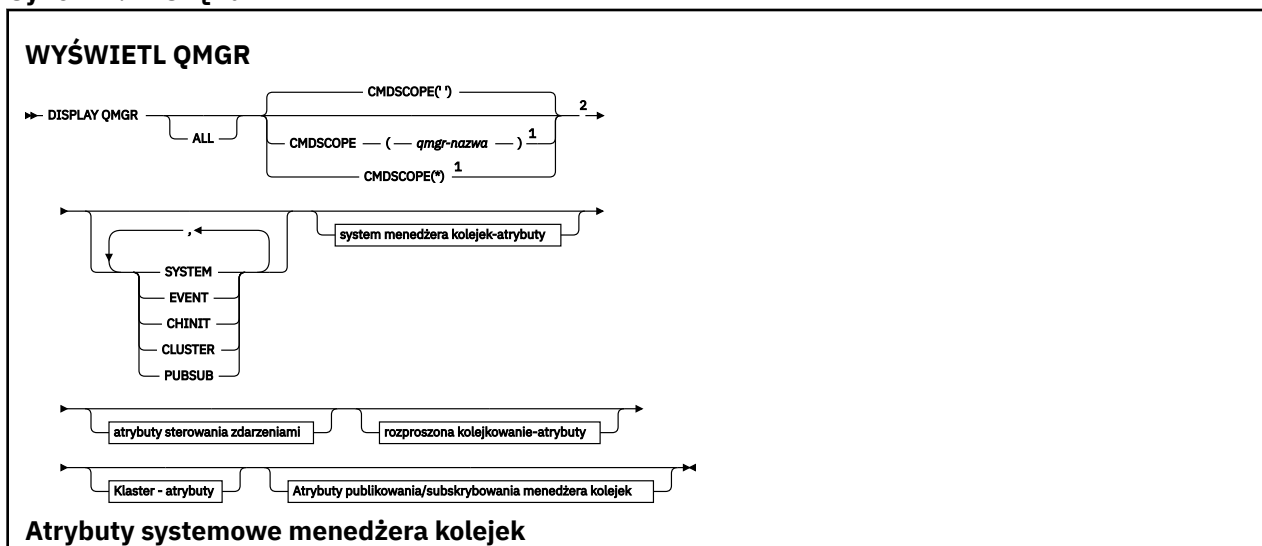 WYŚWIETL QMGR
CMDSCOPE(' ')
DISPLAY QMGR
2
ALL
CMDSCOPE — ( — qmgr-nazwa — ) 1
CMDSCOPE(*) 1
,
system menedżera kolejek-atrybuty
SYSTEM
EVENT
CHINIT
CLUSTER
PUBSUB
atrybuty sterowania zdarzeniami
rozproszona kolejkowanie-atrybuty
Klaster - atrybuty
Atrybuty publikowania/subskrybowania menedżera kolejek
Atrybuty systemowe menedżera kolejek